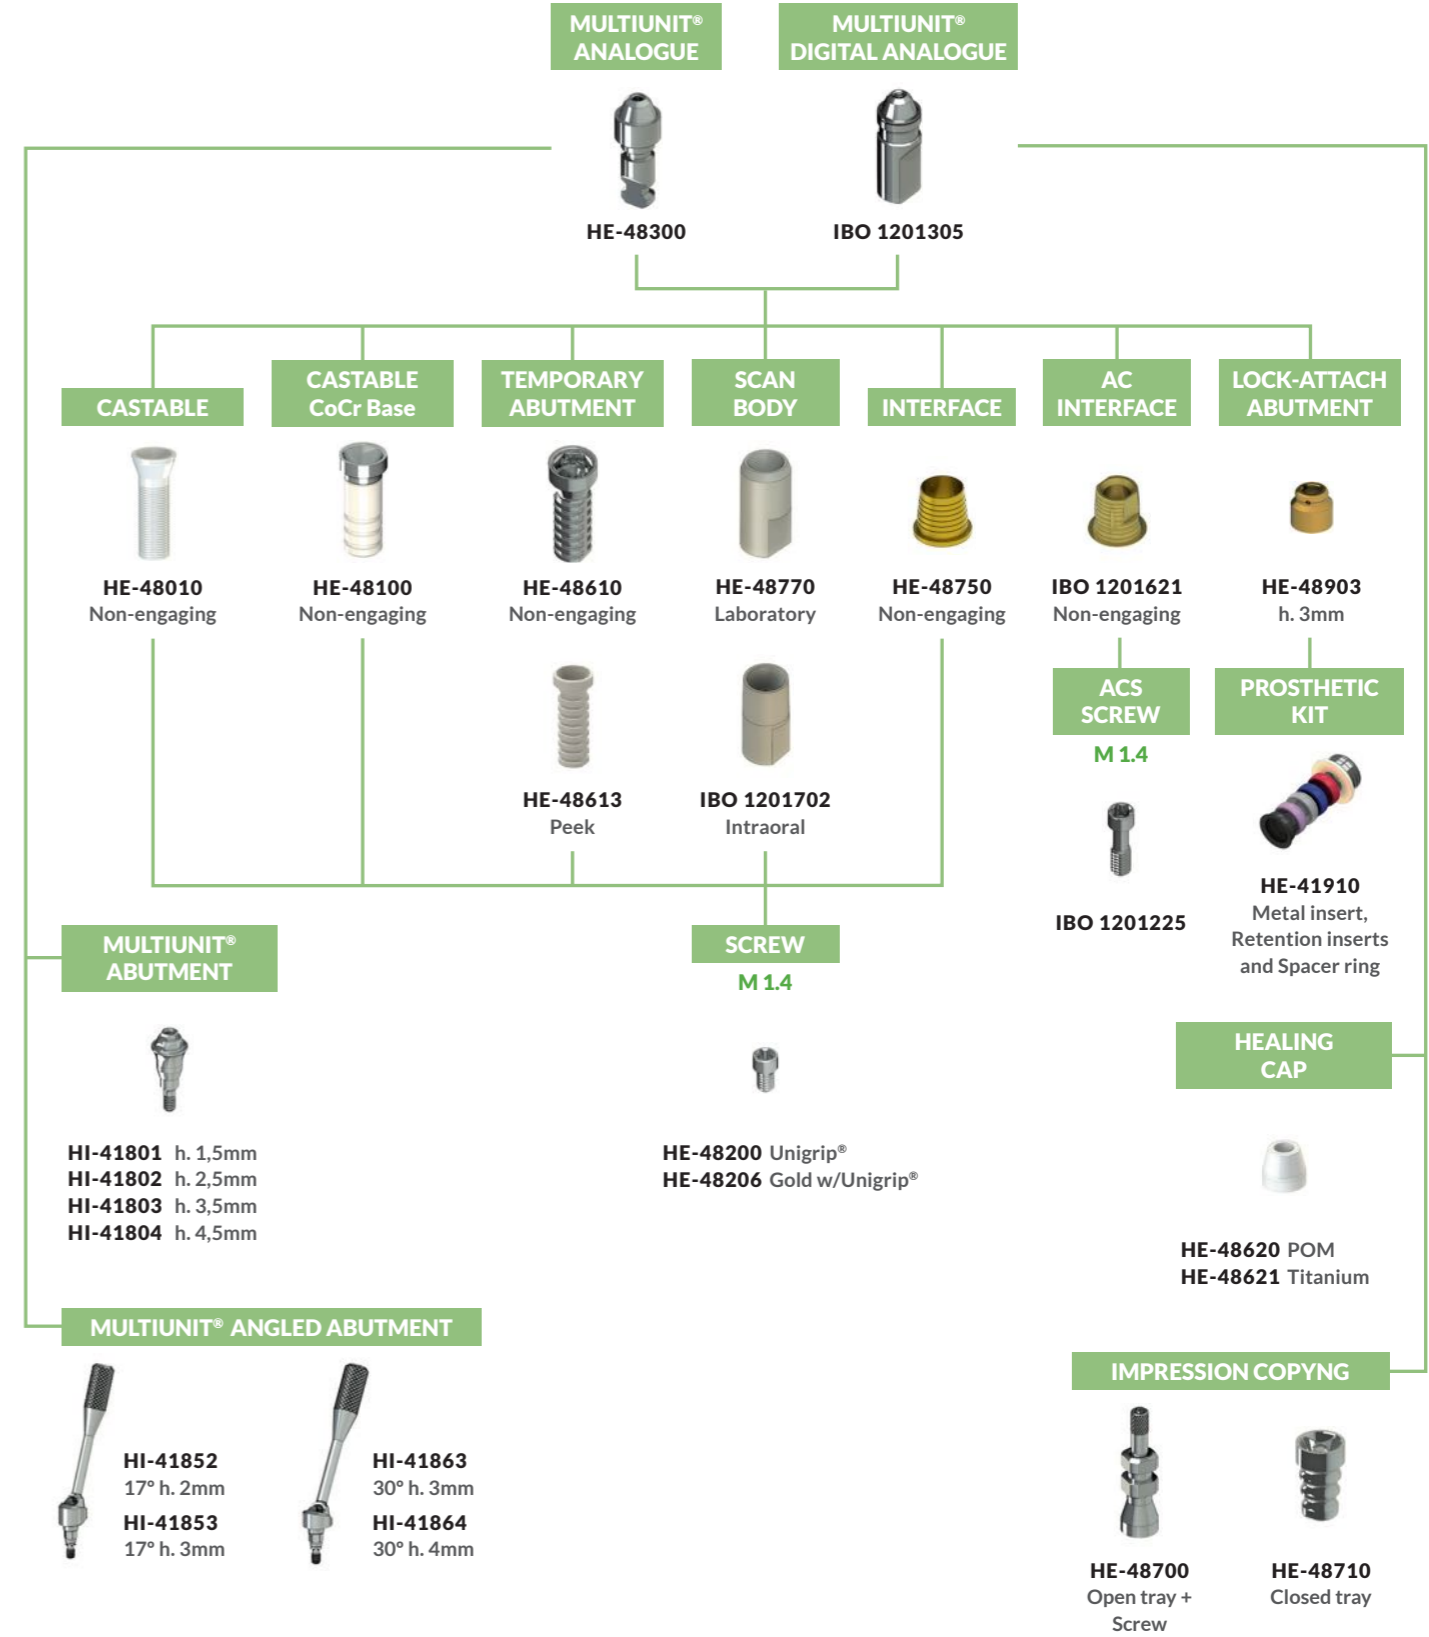 MULTIUNIT®
ANALOGUE
MULTIUNIT®
DIGITAL ANALOGUE
HE-48300
IBO 1201305
CASTABLE
CASTABLE
CoCr Base
TEMPORARY
ABUTMENT
SCAN
BODY
INTERFACE
AC
INTERFACE
LOCK-ATTACH
ABUTMENT
HE-48010
Non-engaging
HE-48100
Non-engaging
HE-48610
Non-engaging
HE-48770
Laboratory
HE-48750
Non-engaging
IBO 1201621
Non-engaging
HE-48903
h. 3mm
HE-48613
Peek
IBO 1201702
Intraoral
ACS
SCREW
M 1.4
IBO 1201225
PROSTHETIC
KIT
HE-41910
Metal insert,
Retention inserts
and Spacer ring
MULTIUNIT®
ABUTMENT
HI-41801 h. 1,5mm
HI-41802 h. 2,5mm
HI-41803 h. 3,5mm
HI-41804 h. 4,5mm
SCREW
M 1.4
HE-48200 Unigrip®
HE-48206 Gold w/Unigrip®
HEALING
CAP
HE-48620 POM
HE-48621 Titanium
MULTIUNIT® ANGLED ABUTMENT
HI-41852
17° h. 2mm
HI-41853
17° h. 3mm
HI-41863
30° h. 3mm
HI-41864
30° h. 4mm
IMPRESSION COPYNG
HE-48700
Open tray +
Screw
HE-48710
Closed tray